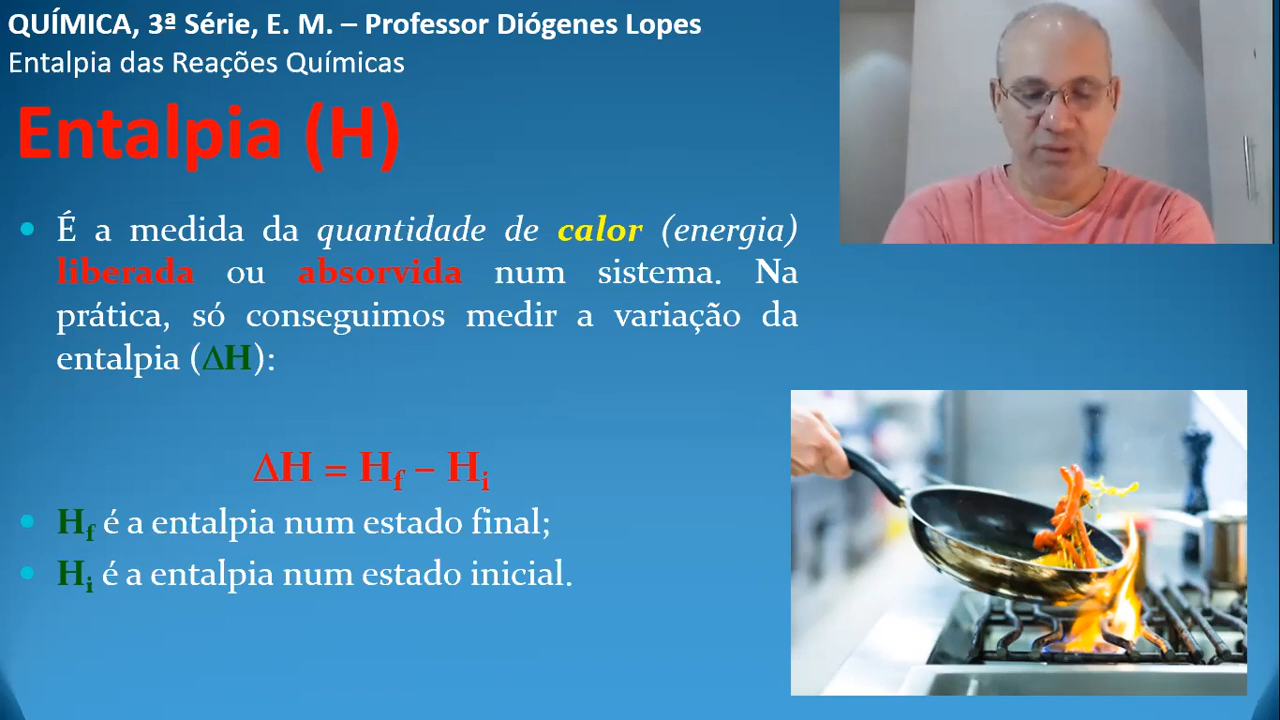 QUÍMICA, 3ª Série, E. M. – Professor Diógenes Lopes
Entalpia das Reações Químicas
Entalpia (H)
• É a medida da quantidade de calor (energia)
liberada ou absorvida num sistema. Na
prática, só conseguimos medir a variação da
entalpia (∆H):
∆H = Hf – Hi
• Hf é a entalpia num estado final;
• Hi é a entalpia num estado inicial.